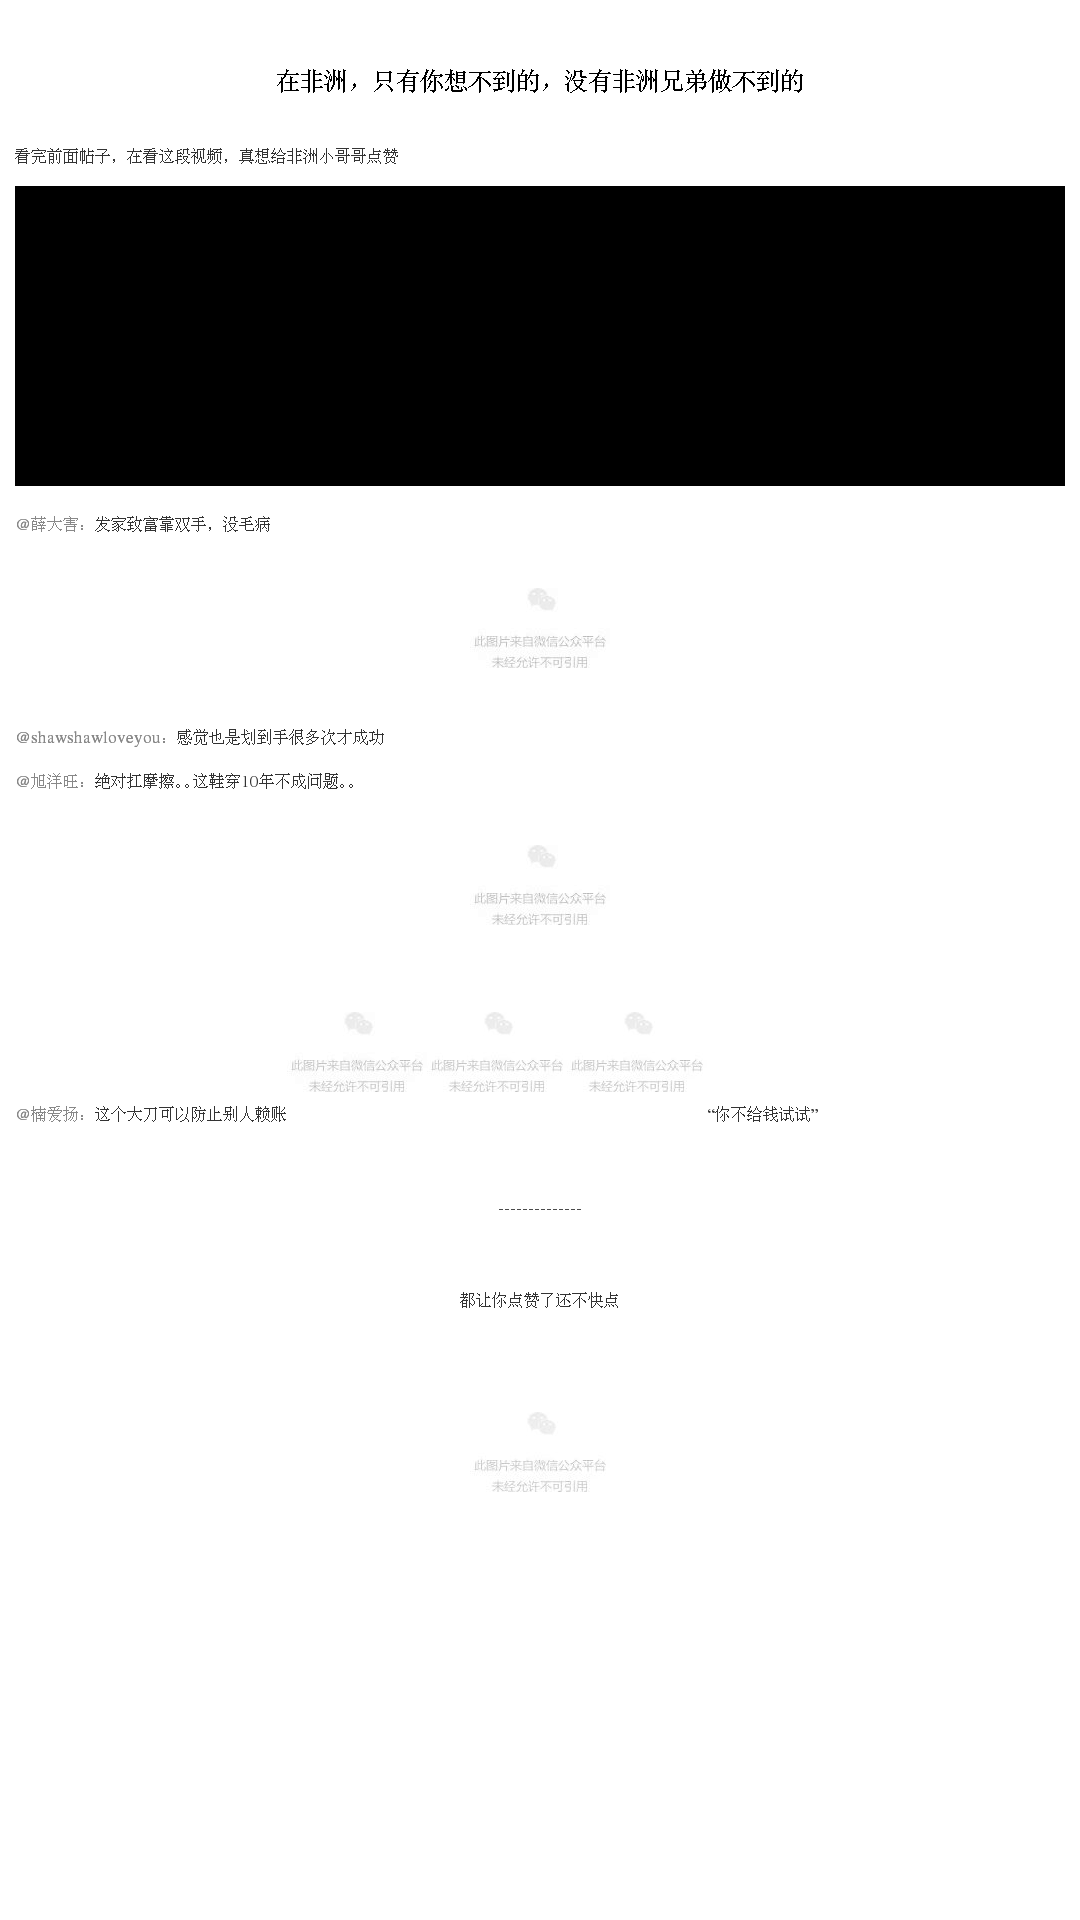 在非洲，只有你想不到的，没有非洲兄弟做不到的
看完前面帖子，在看这段视频，真想给非洲小哥哥点赞
@薛大害：发家致富靠双手，没毛病
此图片来自微信公众平台
未经允许不可引用
@shawshawloveyou：感觉也是划到手很多次才成功
@旭洋旺：绝对扛摩擦。。这鞋穿10年不成问题。。
此图片来自微信公众平台
未经允许不可引用
此图片来自微信公众平台 此图片来自微信公众平台 此图片来自微信公众平台
未经允许不可引用 未经允许不可引用 未经允许不可引用
@楠爱扬：这个大刀可以防止别人赖账 “你不给钱试试”
--------------
都让你点赞了还不快点
此图片来自微信公众平台
未经允许不可引用